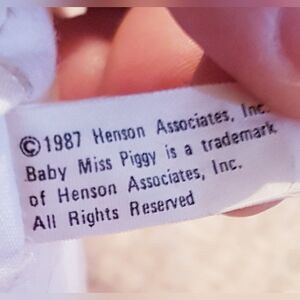 ©1987 Henson Associates, Inc.
Baby Miss Piggy is a trademark
of Henson Associates, Inc.
All Rights Reserved